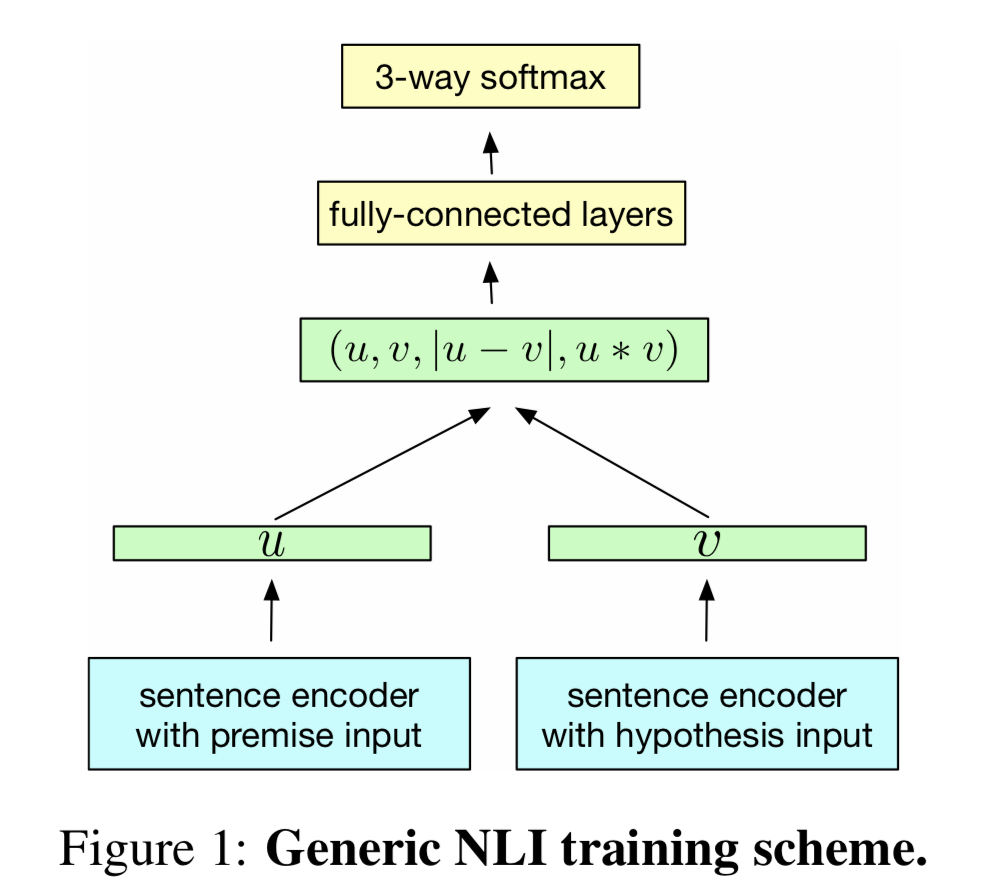 3-way softmax
fully-connected layers
(u, v, |u − v|, u ∗ v)
u
v
sentence encoder
with premise input
sentence encoder
with hypothesis input
Figure 1: Generic NLI training scheme.